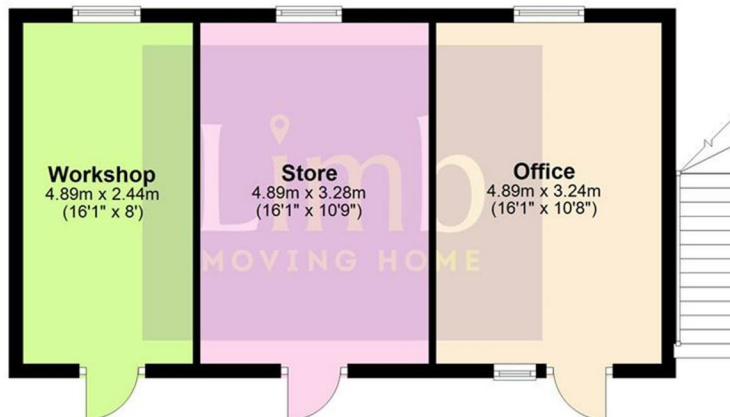 Workshop
4.89m x 2.44m
(16'1" x 8')
Store
4.89m x 3.28m
(16'1" x 10'9")
Office
4.89m x 3.24m
(16'1" x 10'8")
Limb
MOVING HOME